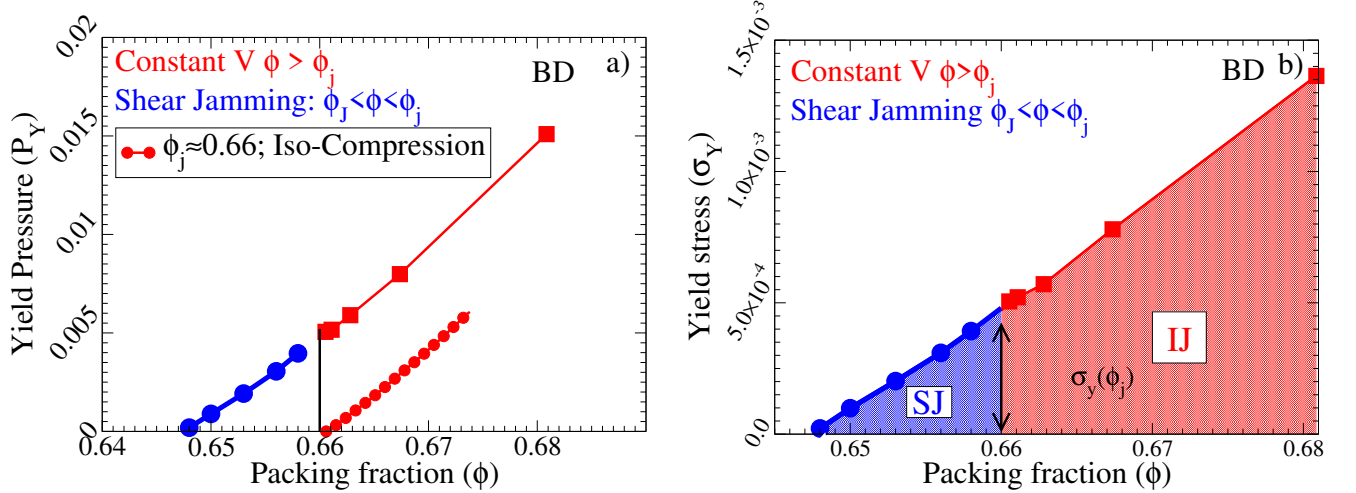 0.02
Constant V ϕ > ϕj
BD
a)
Shear Jamming: ϕJ<ϕ<ϕj
0.015
ϕj≈0.66; Iso-Compression
0.01
0.005
0
Yield Pressure (PY)
0.64
0.65
0.66
0.67
0.68
Packing fraction (ϕ)
1.5×10-3
Constant V ϕ>ϕj
BD
b)
Shear Jamming ϕJ<ϕ<ϕj
1.0×10-3
5.0×10-4
0.0
Yield stress (σY)
IJ
SJ
σy(ϕj)
0.65
0.66
0.67
0.68
Packing fraction (ϕ)